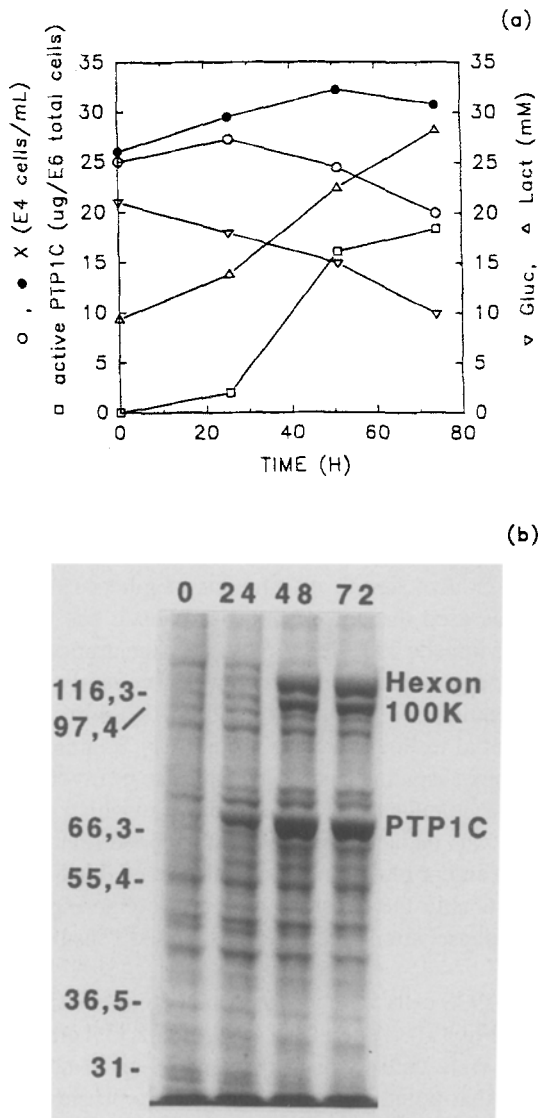 (a)
35 35
30 30
25 25
20 20
15 15
10 10
5 5
0 0
0 20 40 60 80
TIME (H)
○ , ● X (E4 cells/mL)
□ active PTP1C (ug/E6 total cells)
▽ Gluc, △ Lact (mM)
(b)
0 24 48 72
116,3- Hexon
97,4/ 100K
66,3- PTP1C
55,4-
36,5-
31-